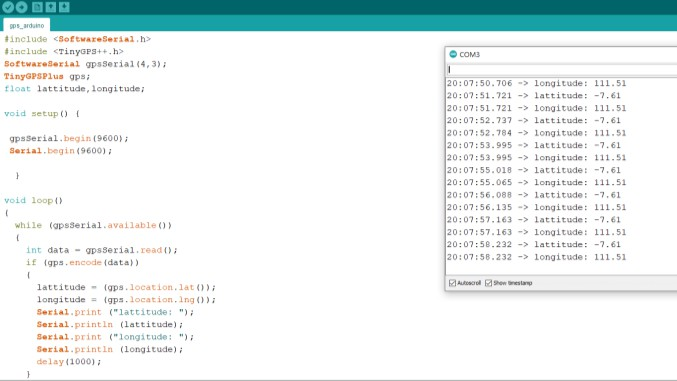 gps_arduino
#include <SoftwareSerial.h>
#include <TinyGPS++.h>
SoftwareSerial gpsSerial(4,3);
TinyGPSPlus gps;
float lattitude,longitude;
void setup() {
gpsSerial.begin(9600);
Serial.begin(9600);
}
void loop()
{
while (gpsSerial.available())
{
int data = gpsSerial.read();
if (gps.encode(data))
{
lattitude = (gps.location.lat());
longitude = (gps.location.lng());
Serial.print ("lattitude: ");
Serial.println (lattitude);
Serial.print ("longitude: ");
Serial.println (longitude);
delay(1000);
}
COM3
20:07:50.706 -> longitude: 111.51
20:07:51.721 -> lattitude: -7.61
20:07:51.721 -> longitude: 111.51
20:07:52.737 -> lattitude: -7.61
20:07:52.784 -> longitude: 111.51
20:07:53.995 -> lattitude: -7.61
20:07:53.995 -> longitude: 111.51
20:07:55.018 -> lattitude: -7.61
20:07:55.065 -> longitude: 111.51
20:07:56.088 -> lattitude: -7.61
20:07:56.135 -> longitude: 111.51
20:07:57.163 -> lattitude: -7.61
20:07:57.163 -> longitude: 111.51
20:07:58.232 -> lattitude: -7.61
20:07:58.232 -> longitude: 111.51
Autoscroll Show timestamp